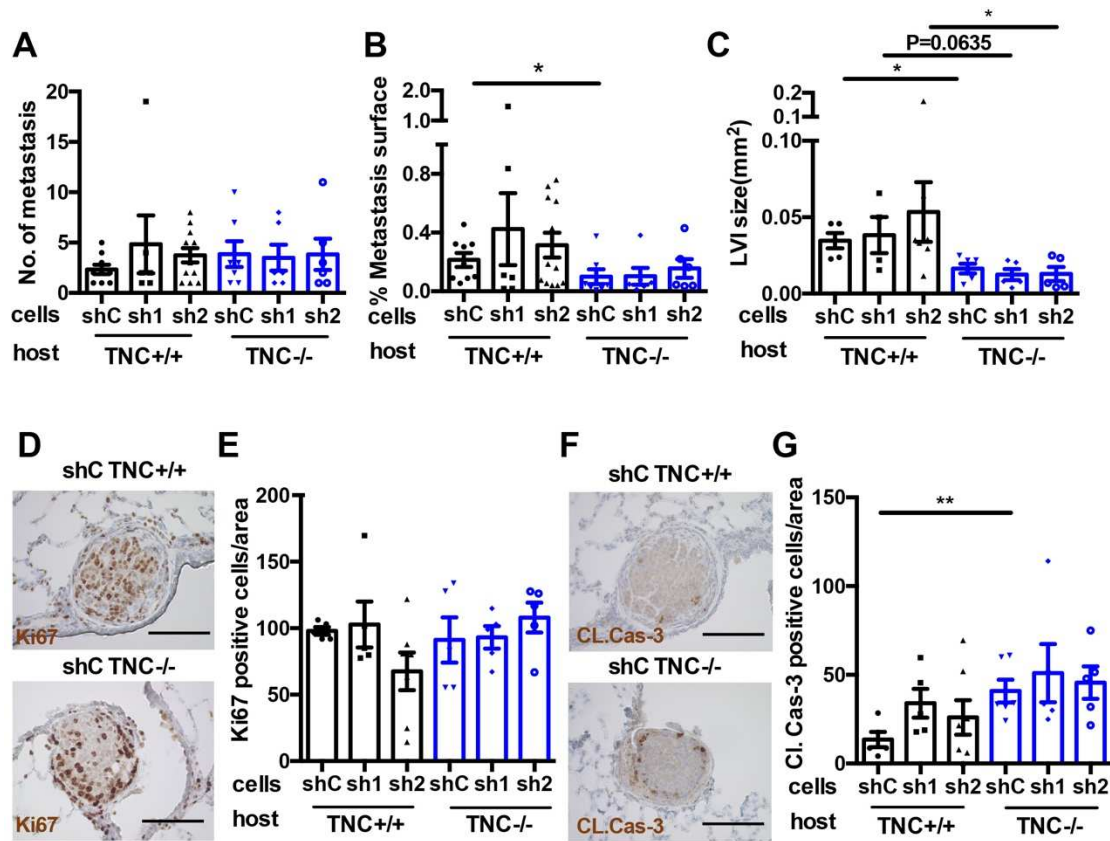 A
No. of metastasis
20
15
10
5
0
cells shC sh1 sh2 shC sh1 sh2
host TNC+/+ TNC-/-
B
% Metastasis surface
*
2.0
1.0
0.8
0.4
0.0
cells shC sh1 sh2 shC sh1 sh2
host TNC+/+ TNC-/-
C
LVI size(mm²)
*
P=0.0635
*
0.2
0.1
0.10
0.05
0.00
cells shC sh1 sh2 shC sh1 sh2
host TNC+/+ TNC-/-
D
shC TNC+/+
Ki67
shC TNC-/-
Ki67
E
Ki67 positive cells/area
200
150
100
50
0
cells shC sh1 sh2 shC sh1 sh2
host TNC+/+ TNC-/-
F
shC TNC+/+
CL.Cas-3
shC TNC-/-
CL.Cas-3
G
Cl. Cas-3 positive cells/area
**
150
100
50
0
cells shC sh1 sh2 shC sh1 sh2
host TNC+/+ TNC-/-